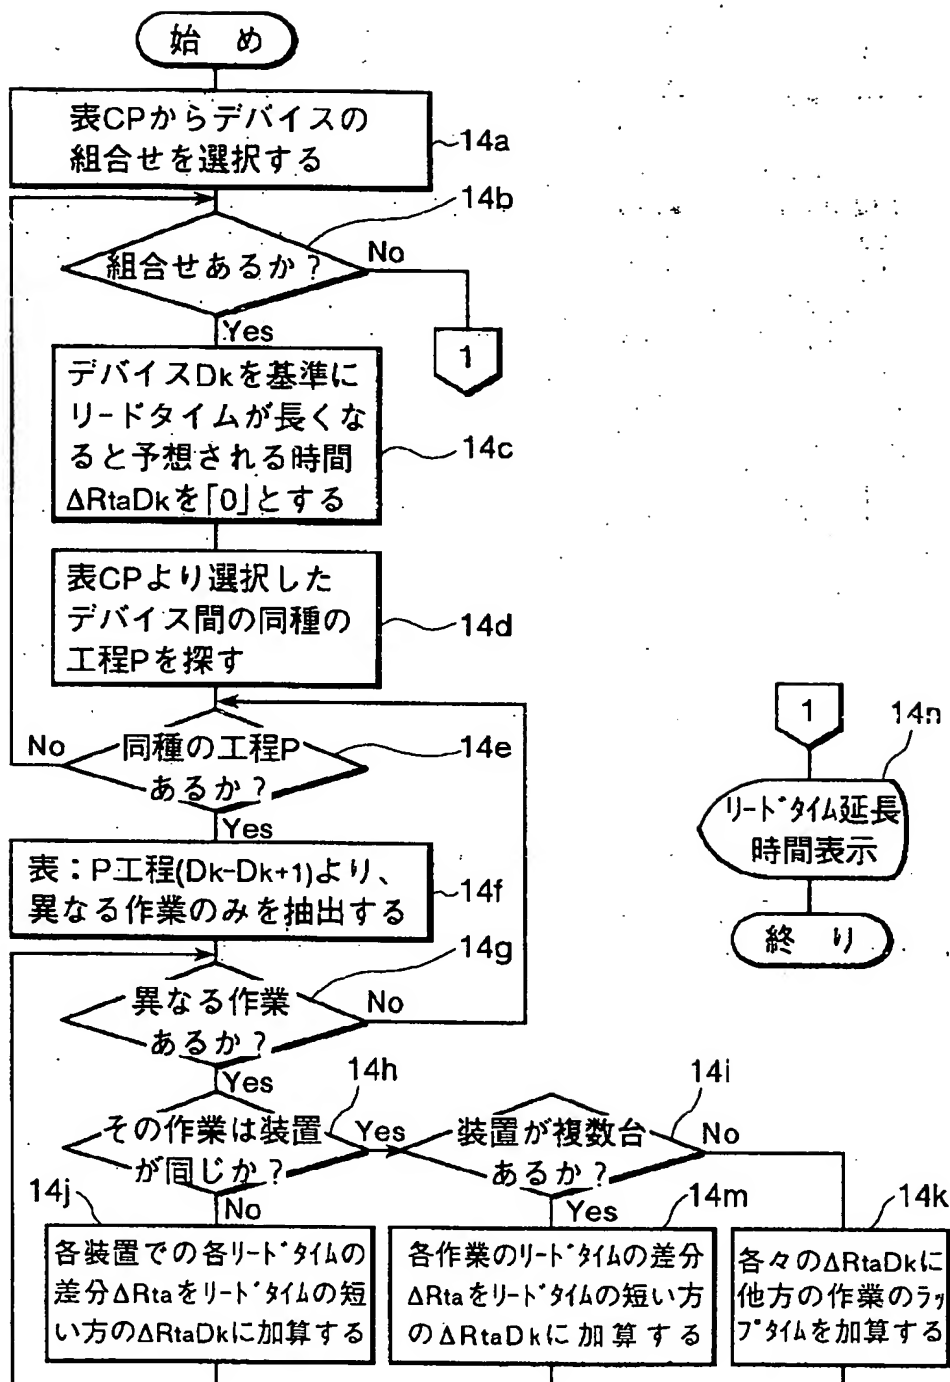 始 め
表CPからデバイスの
組合せを選択する
14a
14b
組合せあるか？
No
Yes
1
デバイスDkを基準に
リードタイムが長くな
ると予想される時間
ΔRtaDkを「0」とする
14c
表CPより選択した
デバイス間の同種の
工程Pを探す
14d
同種の工程P
あるか？
14e
No
Yes
表：P工程(Dk-Dk+1)より、
異なる作業のみを抽出する
14f
14g
異なる作業
あるか？
No
Yes
14h
その作業は装置
が同じか？
Yes
No
14i
装置が複数台
あるか？
No
Yes
14j
各装置での各リードタイムの
差分ΔRtaをリードタイムの短
い方のΔRtaDkに加算する
14m
各作業のリードタイムの差分
ΔRtaをリードタイムの短い方
のΔRtaDkに加算する
14k
各々のΔRtaDkに
他方の作業のラッ
プタイムを加算する
1
14n
リードタイム延長
時間表示
終 り